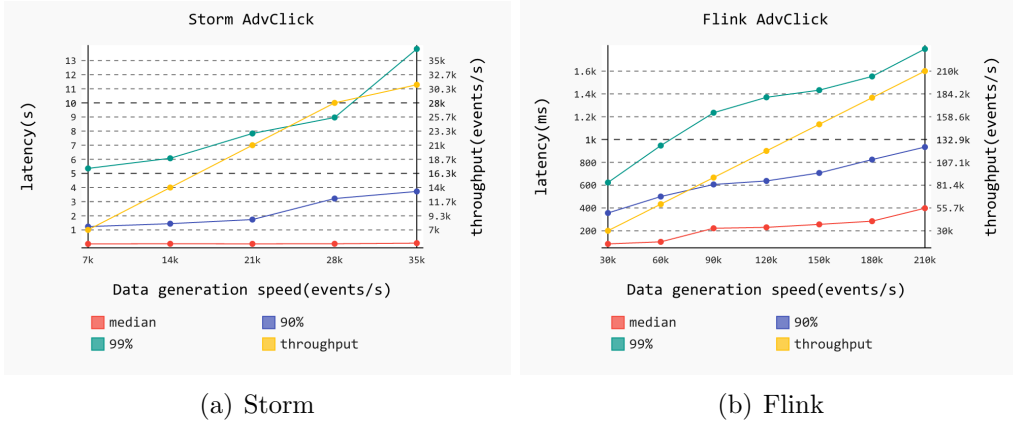 Storm AdvClick
latency(s)
13
12
11
10
9
8
7
6
5
4
3
2
1
35k
32.7k
30.3k
28k
25.7k
23.3k
21k
18.7k
16.3k
14k
11.7k
9.3k
7k
throughput(events/s)
7k 14k 21k 28k 35k
Data generation speed(events/s)
median 90%
99% throughput
(a) Storm
Flink AdvClick
latency(ms)
1.6k
1.4k
1.2k
1k
800
600
400
200
210k
184.2k
158.6k
132.9k
107.1k
81.4k
55.7k
30k
throughput(events/s)
30k 60k 90k 120k 150k 180k 210k
Data generation speed(events/s)
median 90%
99% throughput
(b) Flink